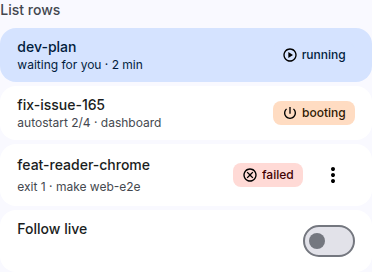 List rows
dev-plan
running
waiting for you · 2 min
fix-issue-165
booting
autostart 2/4 · dashboard
feat-reader-chrome
failed
exit 1 · make web-e2e
Follow live